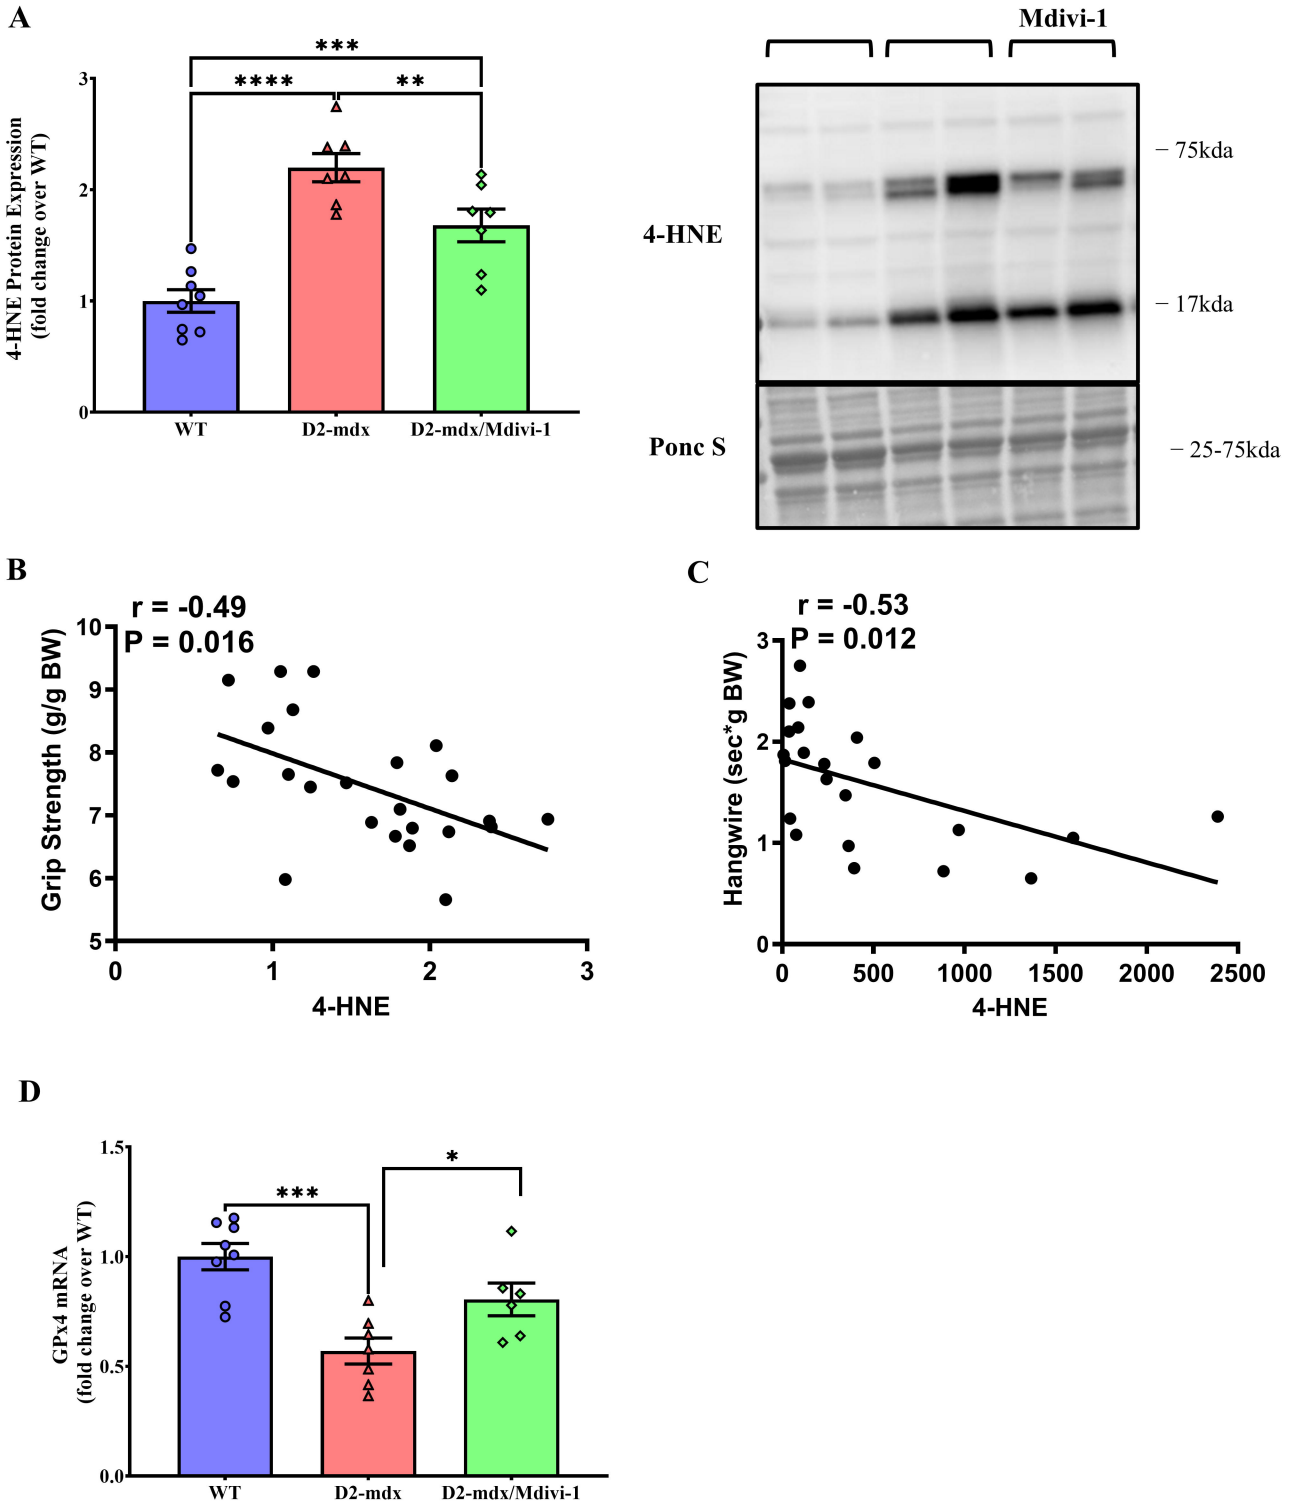 A
Mdivi-1
***
****
**
3
2
1
0
4-HNE Protein Expression
(fold change over WT)
WT
D2-mdx
D2-mdx/Mdivi-1
4-HNE
– 75kda
– 17kda
Ponc S
– 25-75kda
B
r = -0.49
P = 0.016
10
9
8
7
6
5
Grip Strength (g/g BW)
0
1
2
3
4-HNE
C
r = -0.53
P = 0.012
3
2
1
0
Hangwire (sec*g BW)
0
500
1000
1500
2000
2500
4-HNE
D
*
***
1.5
1.0
0.5
0.0
GPx4 mRNA
(fold change over WT)
WT
D2-mdx
D2-mdx/Mdivi-1